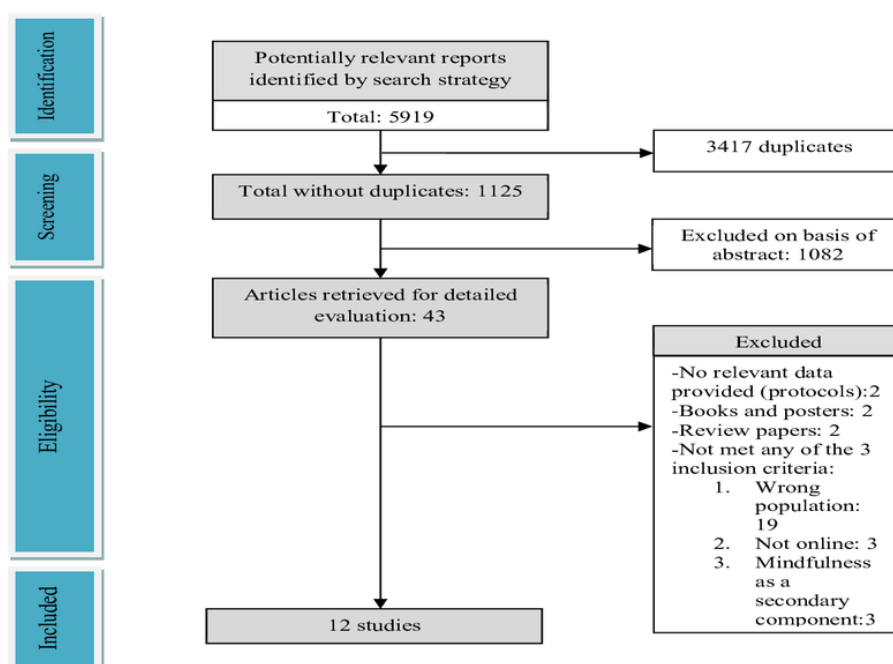 Identification
Potentially relevant reports
identified by search strategy
Total: 5919
3417 duplicates
Screening
Total without duplicates: 1125
Excluded on basis of
abstract: 1082
Articles retrieved for detailed
evaluation: 43
Eligibility
Excluded
-No relevant data
provided (protocols):2
-Books and posters: 2
-Review papers: 2
-Not met any of the 3
inclusion criteria:
1. Wrong
population:
19
2. Not online: 3
3. Mindfulness
as a
secondary
component:3
Included
12 studies